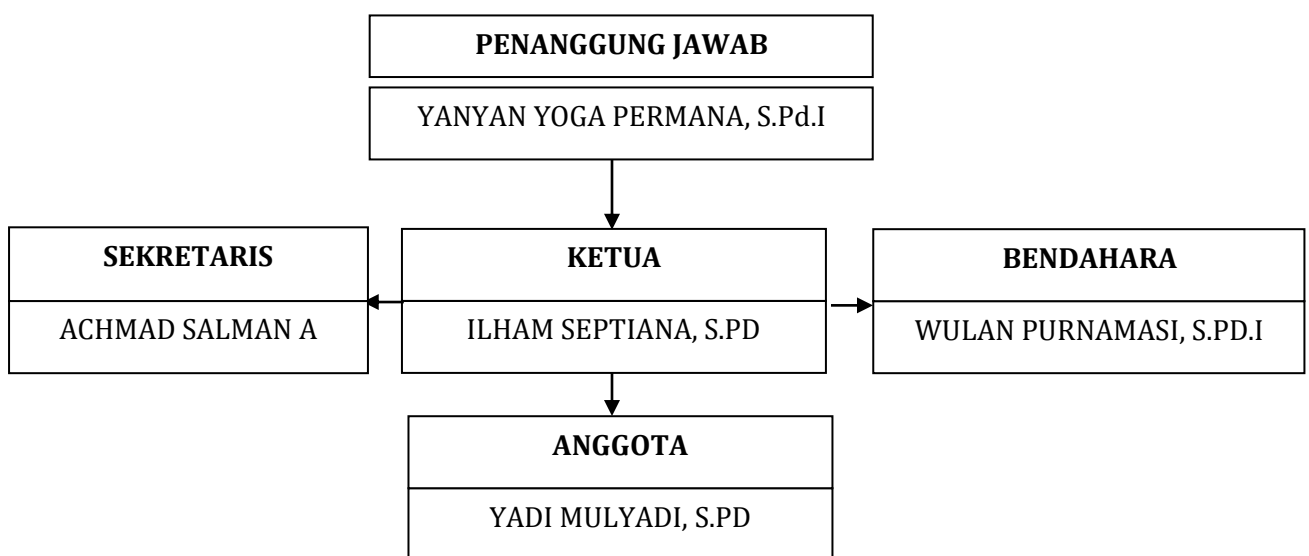 PENANGGUNG JAWAB
YANYAN YOGA PERMANA, S.Pd.I
SEKRETARIS
ACHMAD SALMAN A
KETUA
ILHAM SEPTIANA, S.PD
BENDAHARA
WULAN PURNAMASI, S.PD.I
ANGGOTA
YADI MULYADI, S.PD